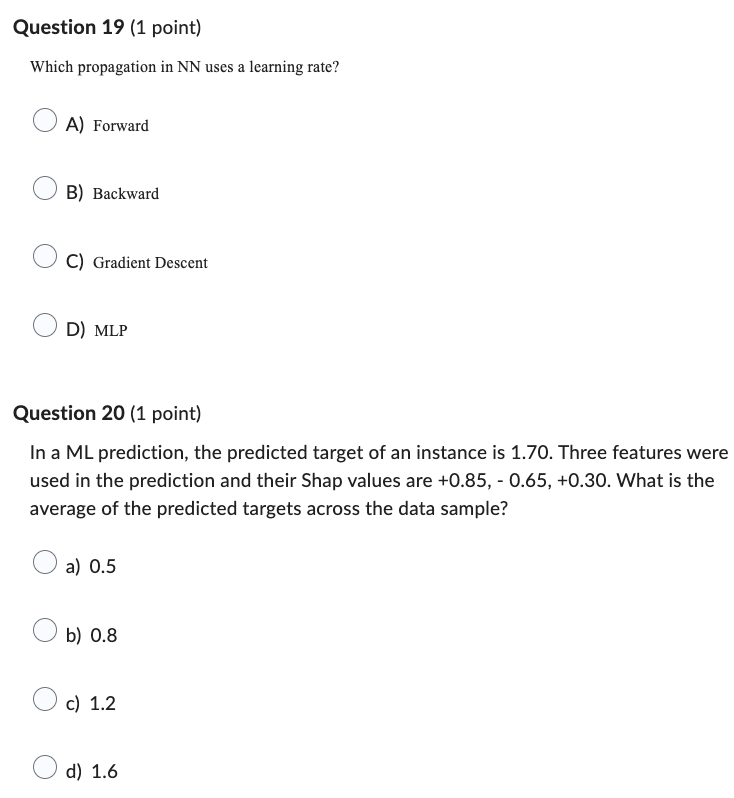 Question 19 (1 point)
Which propagation in NN uses a learning rate?
A) Forward
B) Backward
C) Gradient Descent
D) MLP
Question 20 (1 point)
In a ML prediction, the predicted target of an instance is 1.70. Three features were
used in the prediction and their Shap values are +0.85, - 0.65, +0.30. What is the
average of the predicted targets across the data sample?
a) 0.5
b) 0.8
c) 1.2
d) 1.6